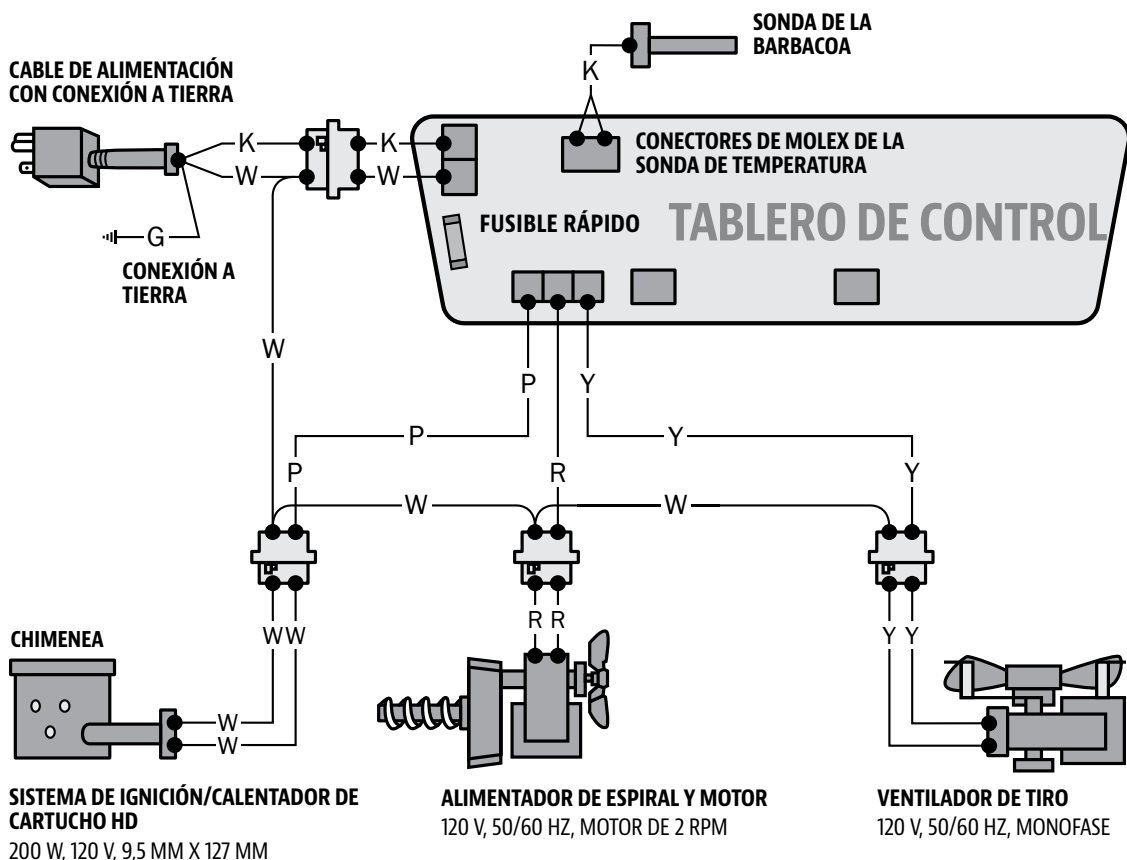 SONDA DE LA
BARBACOA
CABLE DE ALIMENTACIÓN
CON CONEXIÓN A TIERRA
K
K
K
CONECTORES DE MOLEX DE LA
SONDA DE TEMPERATURA
W
W
TABLERO DE CONTROL
FUSIBLE RÁPIDO
G
CONEXIÓN A
TIERRA
W
P
Y
P
Y
P
R
Y
W
W
R
R
W
W
Y
Y
CHIMENEA
W
W
SISTEMA DE IGNICIÓN/CALENTADOR DE
CARTUCHO HD
200 W, 120 V, 9,5 MM X 127 MM
ALIMENTADOR DE ESPIRAL Y MOTOR
120 V, 50/60 HZ, MOTOR DE 2 RPM
VENTILADOR DE TIRO
120 V, 50/60 HZ, MONOFASE